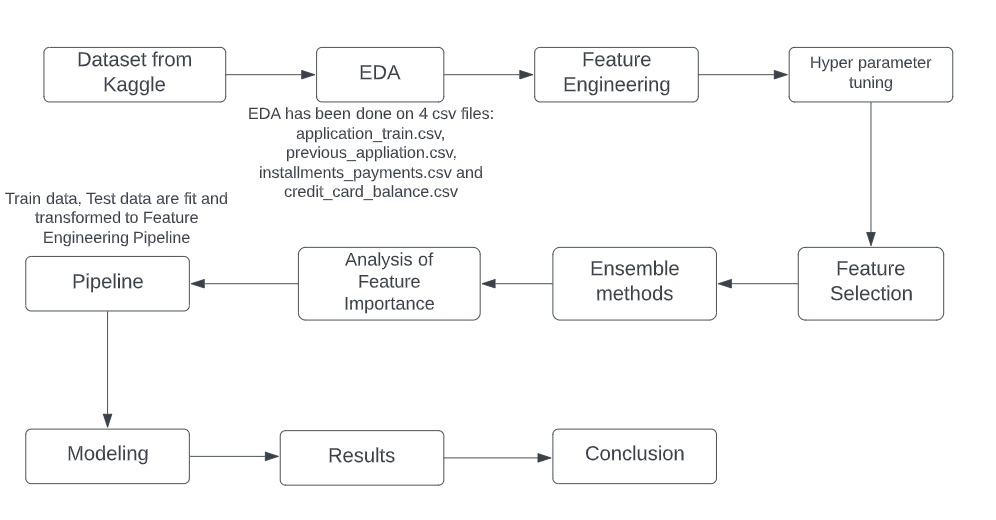 Dataset from
Kaggle
EDA
Feature
Engineering
Hyper parameter
tuning
EDA has been done on 4 csv files:
application_train.csv,
previous_appliation.csv,
installments_payments.csv and
credit_card_balance.csv
Train data, Test data are fit and
transformed to Feature
Engineering Pipeline
Pipeline
Analysis of
Feature
Importance
Ensemble
methods
Feature
Selection
Modeling
Results
Conclusion